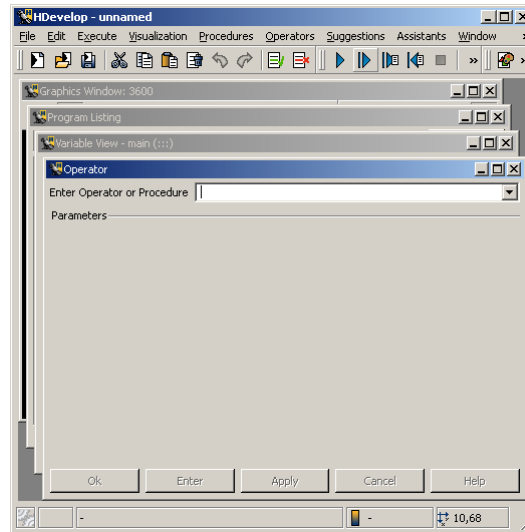 HDevelop - unnamed
File Edit Execute Visualization Procedures Operators Suggestions Assistants Window
Graphics Window: 3600
Program Listing
Variable View - main (:::)
Operator
Enter Operator or Procedure
Parameters
Ok Enter Apply Cancel Help
- - 10,68